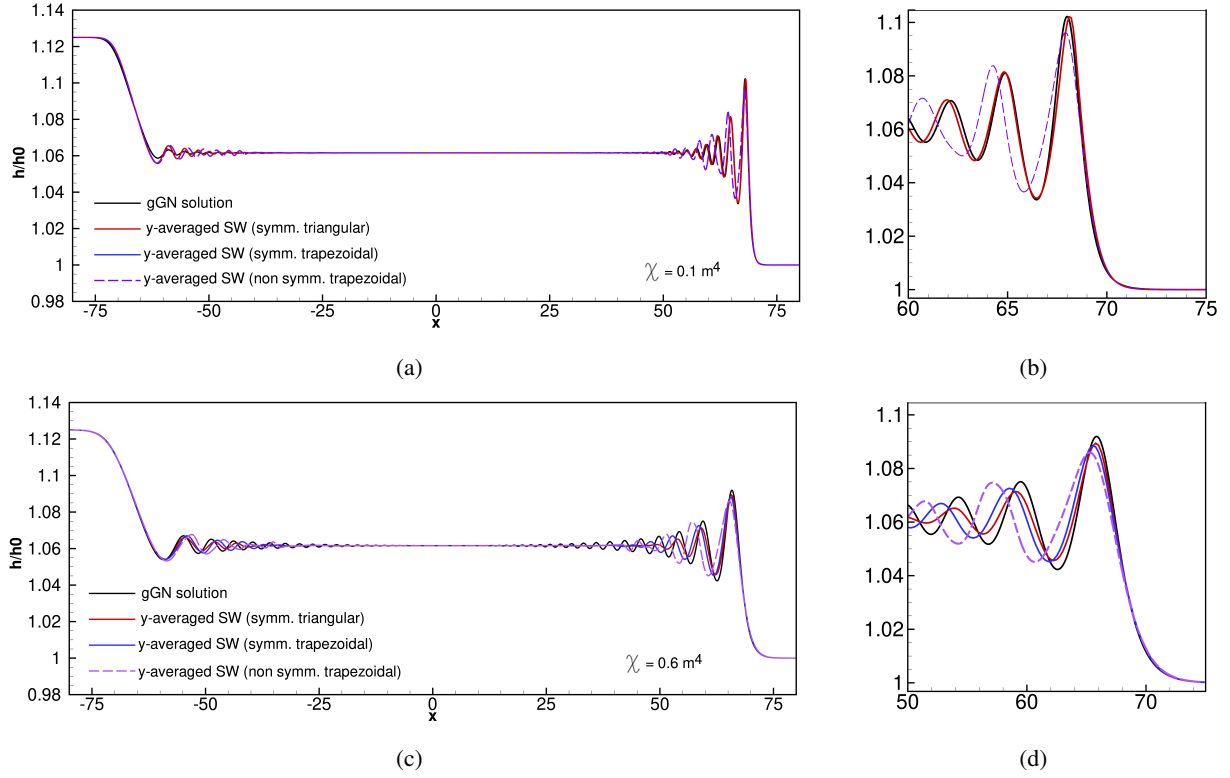 1.14
1.12
1.1
1.08
1.06
1.04
1.02
1
0.98
h/h0
gGN solution
y-averaged SW (symm. triangular)
y-averaged SW (symm. trapezoidal)
y-averaged SW (non symm. trapezoidal)
χ = 0.1 m⁴
-75 -50 -25 0 25 50 75
x
(a)
1.1
1.08
1.06
1.04
1.02
1
60 65 70 75
(b)
1.14
1.12
1.1
1.08
1.06
1.04
1.02
1
0.98
h/h0
gGN solution
y-averaged SW (symm. triangular)
y-averaged SW (symm. trapezoidal)
y-averaged SW (non symm. trapezoidal)
χ = 0.6 m⁴
-75 -50 -25 0 25 50 75
x
(c)
1.1
1.08
1.06
1.04
1.02
1
50 60 70
(d)